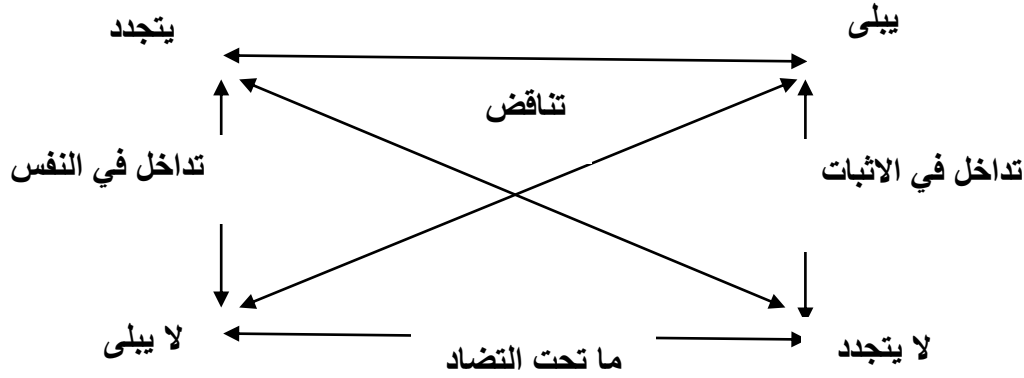 يبلى
يتجدد
تناقض
تداخل في الاثبات
تداخل في النفس
لا يتجدد
لا يبلى
ما تحت التضاد